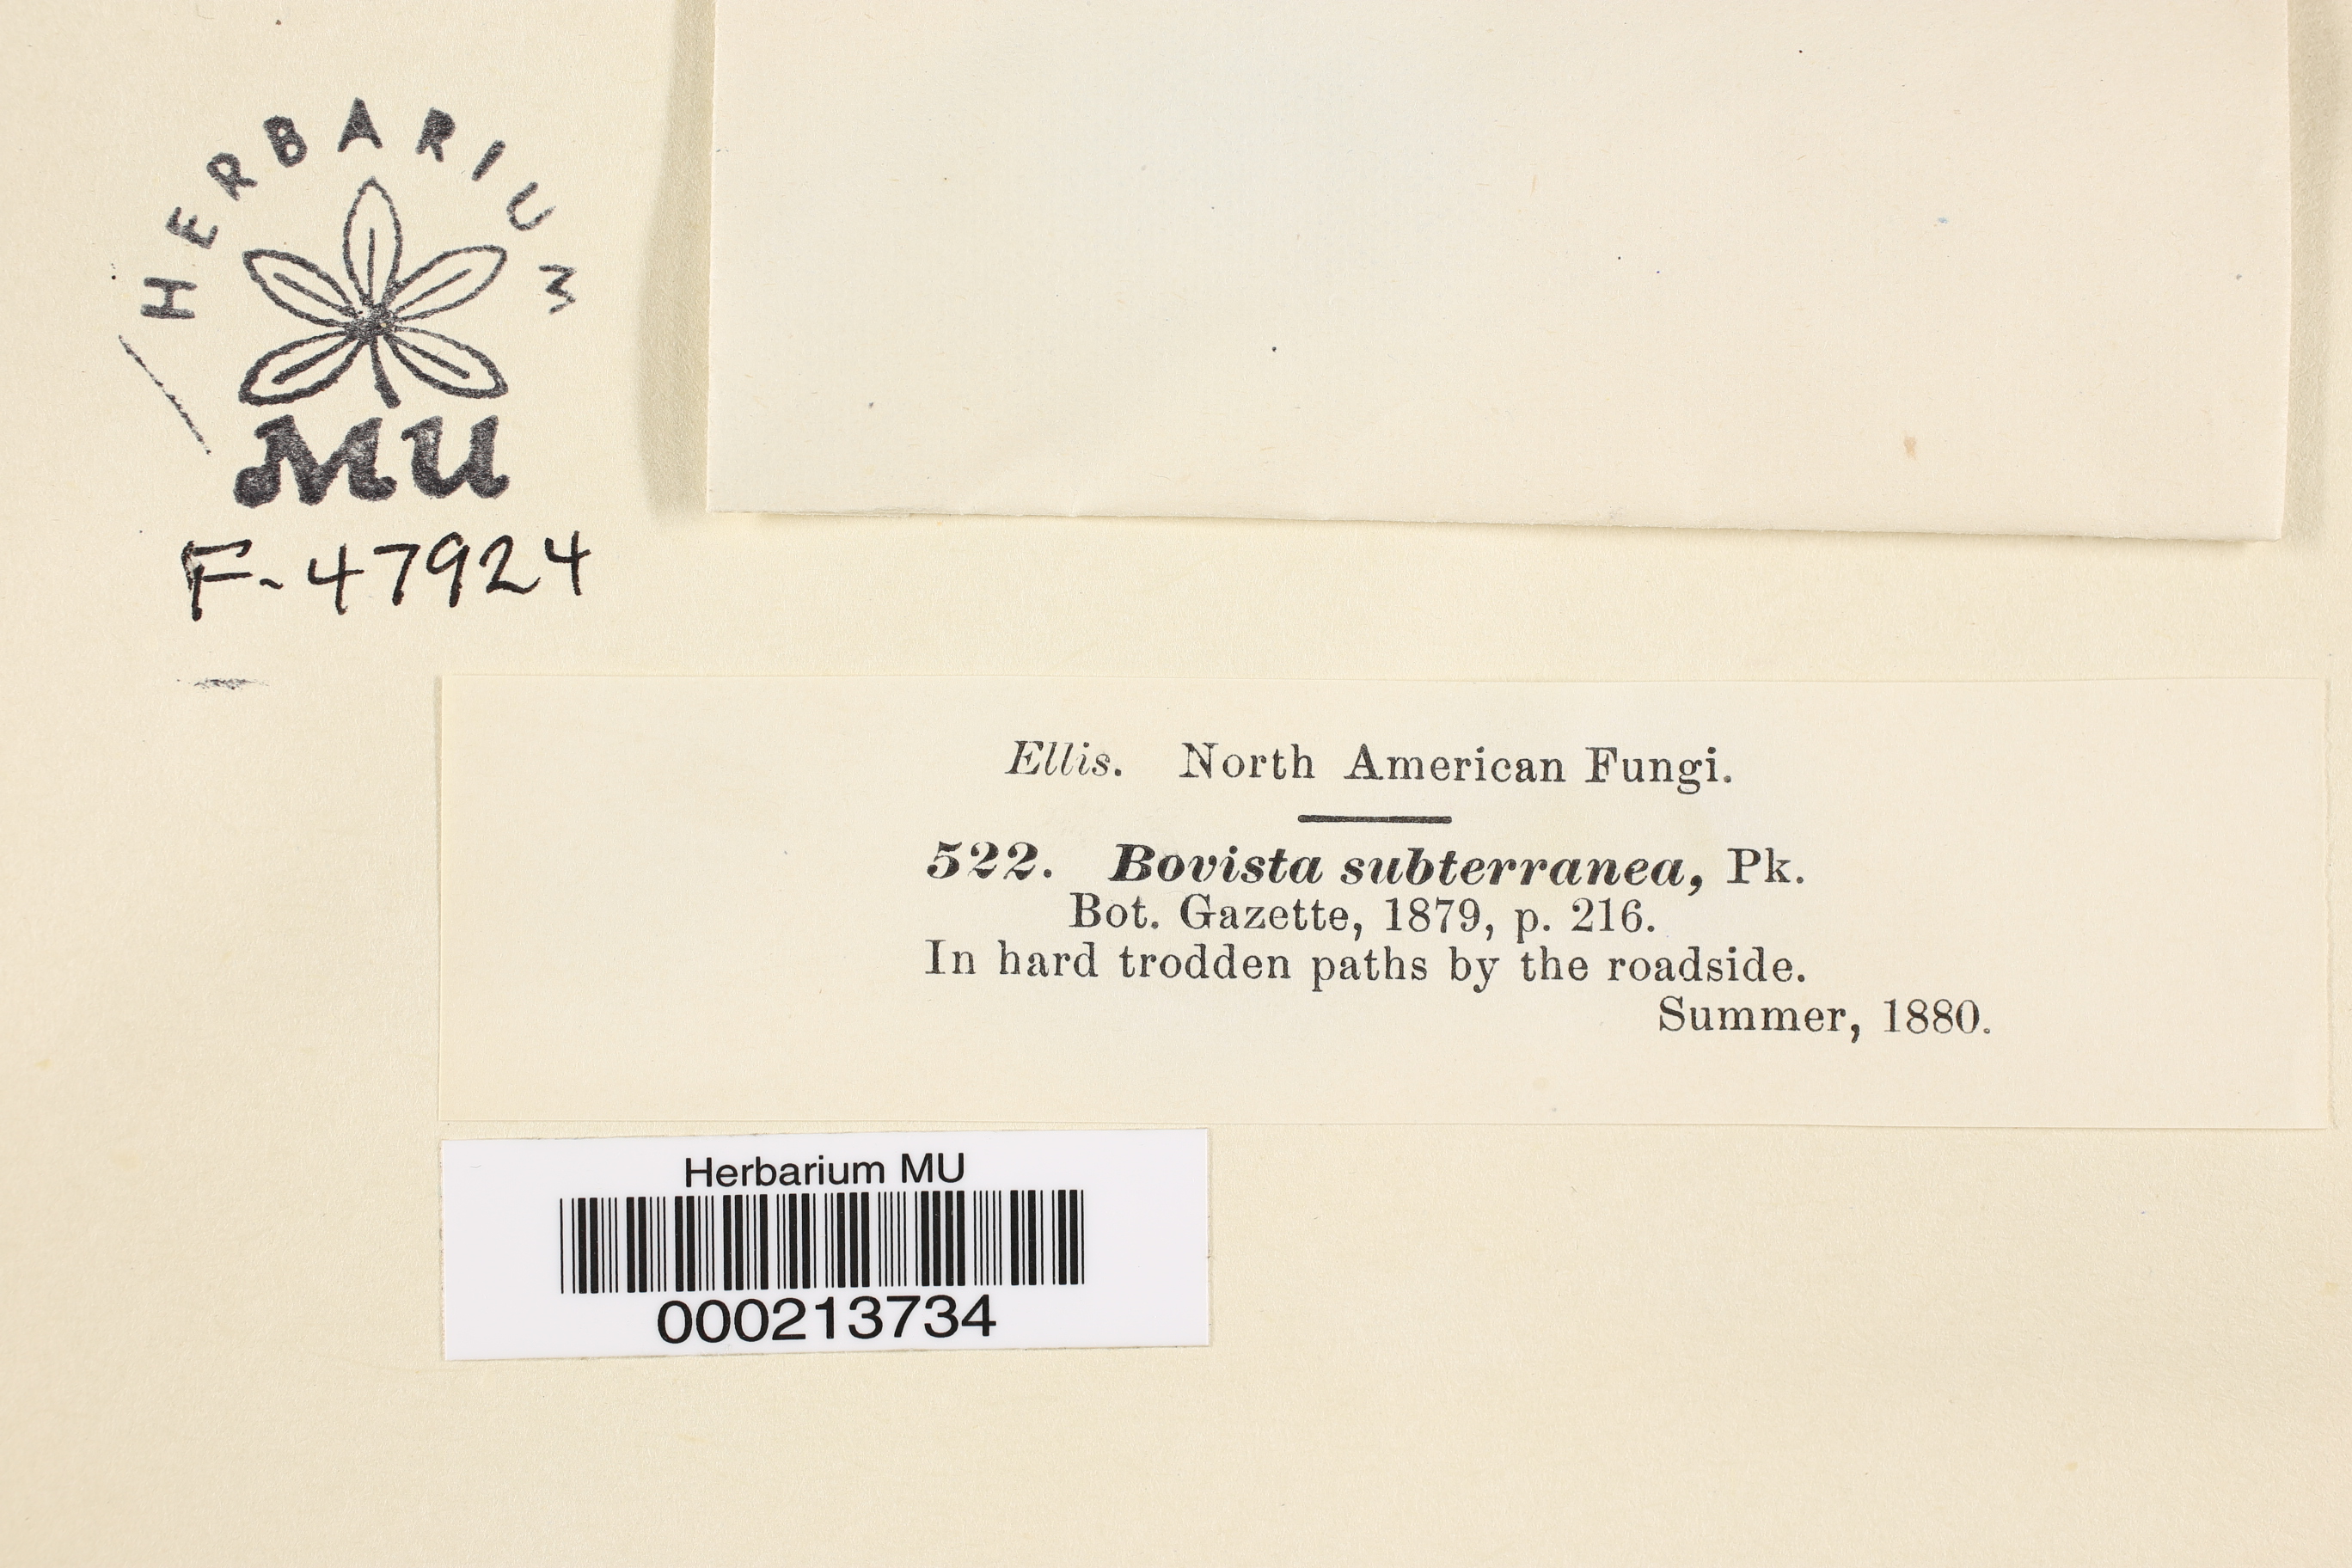 HERBARIUM
MU
F-47924
Ellis. North American Fungi.
522. Bovista subterranea, Pk.
Bot. Gazette, 1879, p. 216.
In hard trodden paths by the roadside.
Summer, 1880.
Herbarium MU
000213734